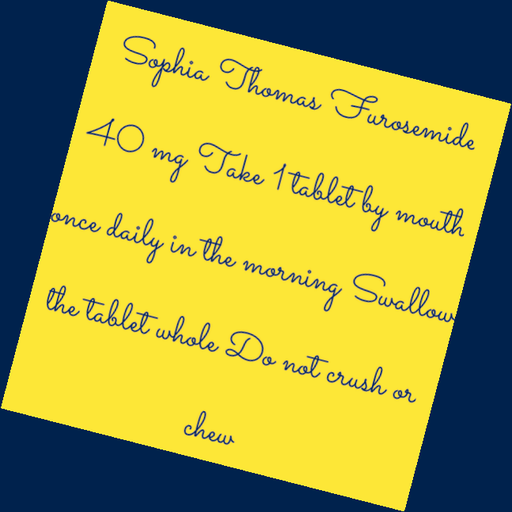 Sophia Thomas Furosemide
40 mg Take 1 tablet by mouth
once daily in the morning Swallow
the tablet whole Do not crush or
chew